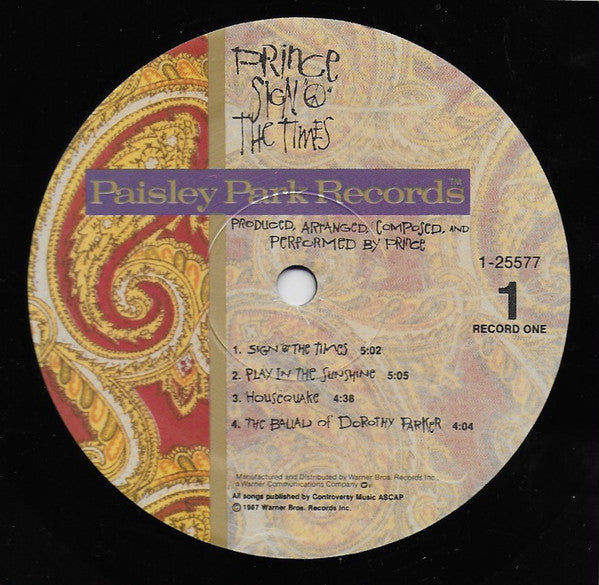 Prince
Sign "☮"
The Times
Paisley Park Records™
Produced, Arranged, Composed, and
Performed by Prince
1-25577
1
RECORD ONE
1. Sign ☮ The Times 5:02
2. Play In The Sunshine 5:05
3. Housequake 4:38
4. The Ballad of Dorothy Parker 4:04
Manufactured and Distributed by Warner Bros. Records Inc.,
a Warner Communications Company
All songs published by Controversy Music ASCAP
Ⓟ1987 Warner Bros. Records Inc.